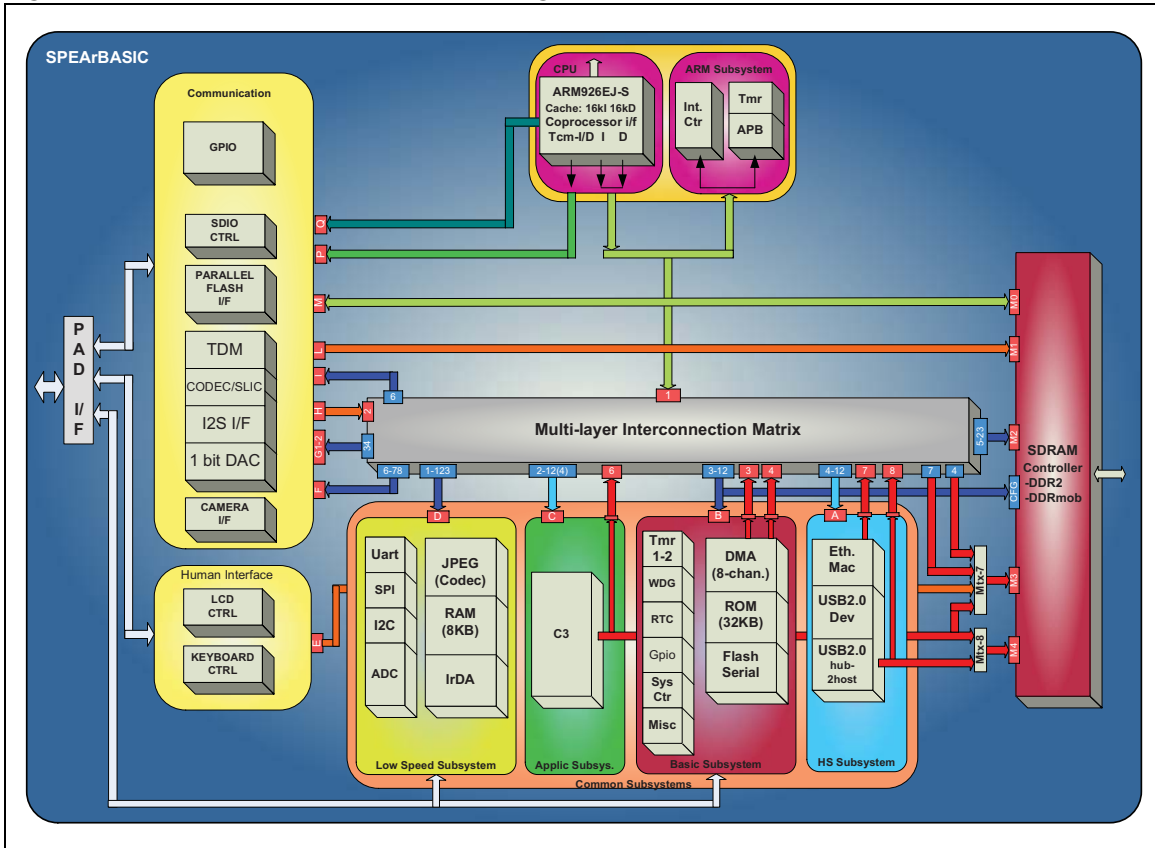 SPEArBASIC
Communication
GPIO
SDIO
CTRL
PARALLEL
FLASH
I/F
TDM
CODEC/SLIC
I2S I/F
1 bit DAC
CAMERA
I/F
Human Interface
LCD
CTRL
KEYBOARD
CTRL
P
A
D
I/F
CPU
ARM926EJ-S
Cache: 16kI 16kD
Coprocessor i/f
Tcm-I/D I D
ARM Subsystem
Int.
Ctr
Tmr
APB
Q
P
M
L
I
H
G1-2
F
E
M0
M1
M2
CFG
M3
M4
1
6
2
34
5-23
Multi-layer Interconnection Matrix
6-78
1-123
2-12(4)
6
3-12
3
4
4-12
7
8
7
4
D
C
B
A
SDRAM
Controller
-DDR2
-DDRmob
Mtx-7
Mtx-8
Uart
SPI
I2C
ADC
JPEG
(Codec)
RAM
(8KB)
IrDA
Low Speed Subsystem
C3
Applic Subsys.
Tmr
1-2
WDG
RTC
Gpio
Sys
Ctr
Misc
DMA
(8-chan.)
ROM
(32KB)
Flash
Serial
Basic Subsystem
Eth.
Mac
USB2.0
Dev
USB2.0
hub-
2host
HS Subsystem
Common Subsystems